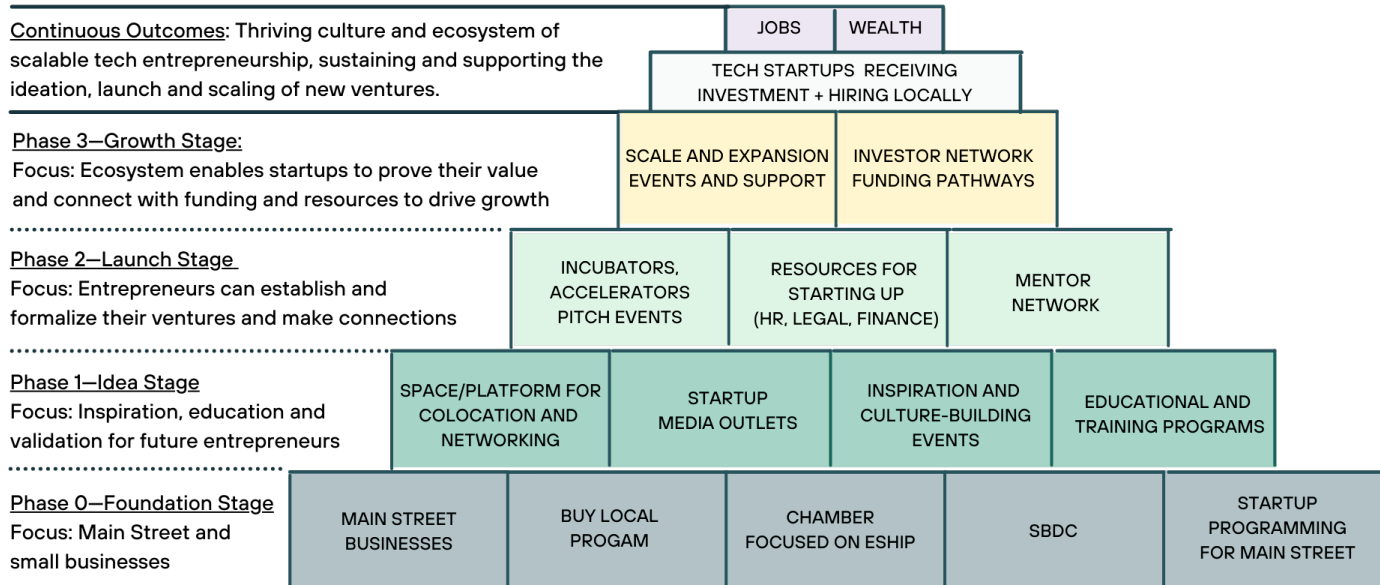 Continuous Outcomes: Thriving culture and ecosystem of
scalable tech entrepreneurship, sustaining and supporting the
ideation, launch and scaling of new ventures.
JOBS
WEALTH
TECH STARTUPS RECEIVING
INVESTMENT + HIRING LOCALLY
Phase 3—Growth Stage:
Focus: Ecosystem enables startups to prove their value
and connect with funding and resources to drive growth
SCALE AND EXPANSION
EVENTS AND SUPPORT
INVESTOR NETWORK
FUNDING PATHWAYS
Phase 2—Launch Stage
Focus: Entrepreneurs can establish and
formalize their ventures and make connections
INCUBATORS,
ACCELERATORS
PITCH EVENTS
RESOURCES FOR
STARTING UP
(HR, LEGAL, FINANCE)
MENTOR
NETWORK
Phase 1—Idea Stage
Focus: Inspiration, education and
validation for future entrepreneurs
SPACE/PLATFORM FOR
COLOCATION AND
NETWORKING
STARTUP
MEDIA OUTLETS
INSPIRATION AND
CULTURE-BUILDING
EVENTS
EDUCATIONAL AND
TRAINING PROGRAMS
Phase 0—Foundation Stage
Focus: Main Street and
small businesses
MAIN STREET
BUSINESSES
BUY LOCAL
PROGAM
CHAMBER
FOCUSED ON ESHIP
SBDC
STARTUP
PROGRAMMING
FOR MAIN STREET